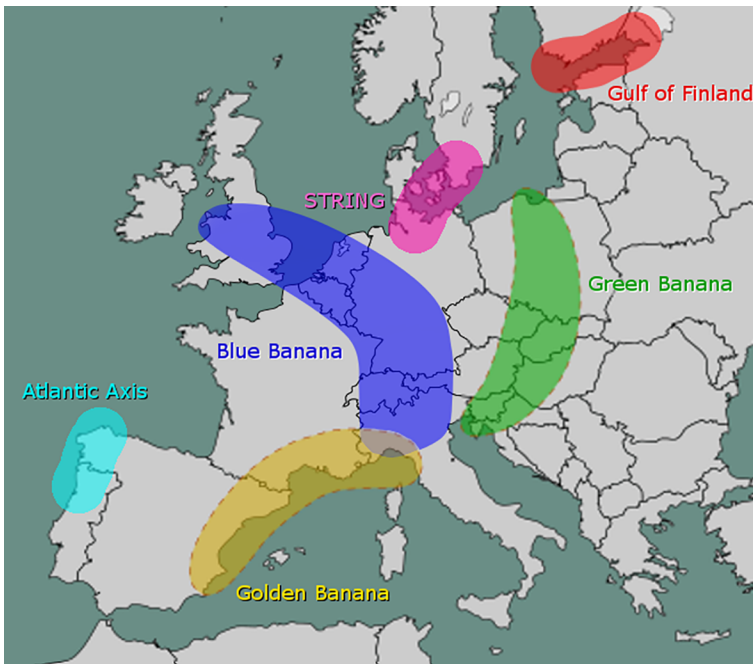 Gulf of Finland
STRING
Green Banana
Blue Banana
Atlantic Axis
Golden Banana